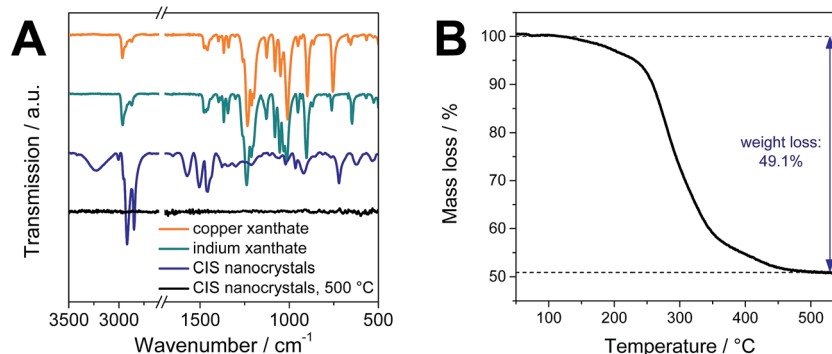 A
Transmission / a.u.
copper xanthate
indium xanthate
CIS nanocrystals
CIS nanocrystals, 500 °C
3500 3000 1500 1000 500
Wavenumber / cm-1
B
Mass loss / %
100
90
80
70
60
50
weight loss:
49.1%
100 200 300 400 500
Temperature / °C